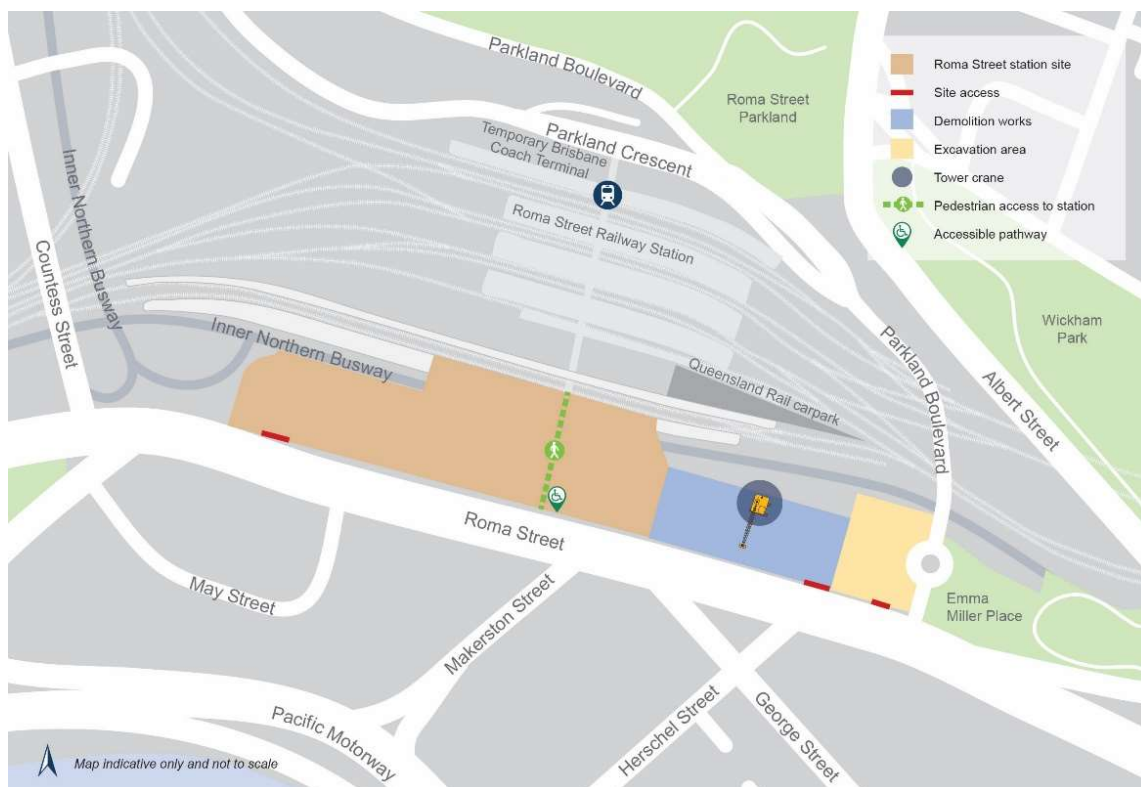 Parkland Boulevard
Roma Street
Parkland
Roma Street station site
Site access
Demolition works
Excavation area
Tower crane
Pedestrian access to station
Accessible pathway
Parkland Crescent
Temporary Brisbane
Coach Terminal
Roma Street Railway Station
Inner Northern Busway
Countess Street
Inner Northern Busway
Queensland Rail carpark
Parkland Boulevard
Albert Street
Wickham
Park
Roma Street
May Street
Makerston Street
Emma
Miller Place
Pacific Motorway
Herschel Street
George Street
Map indicative only and not to scale